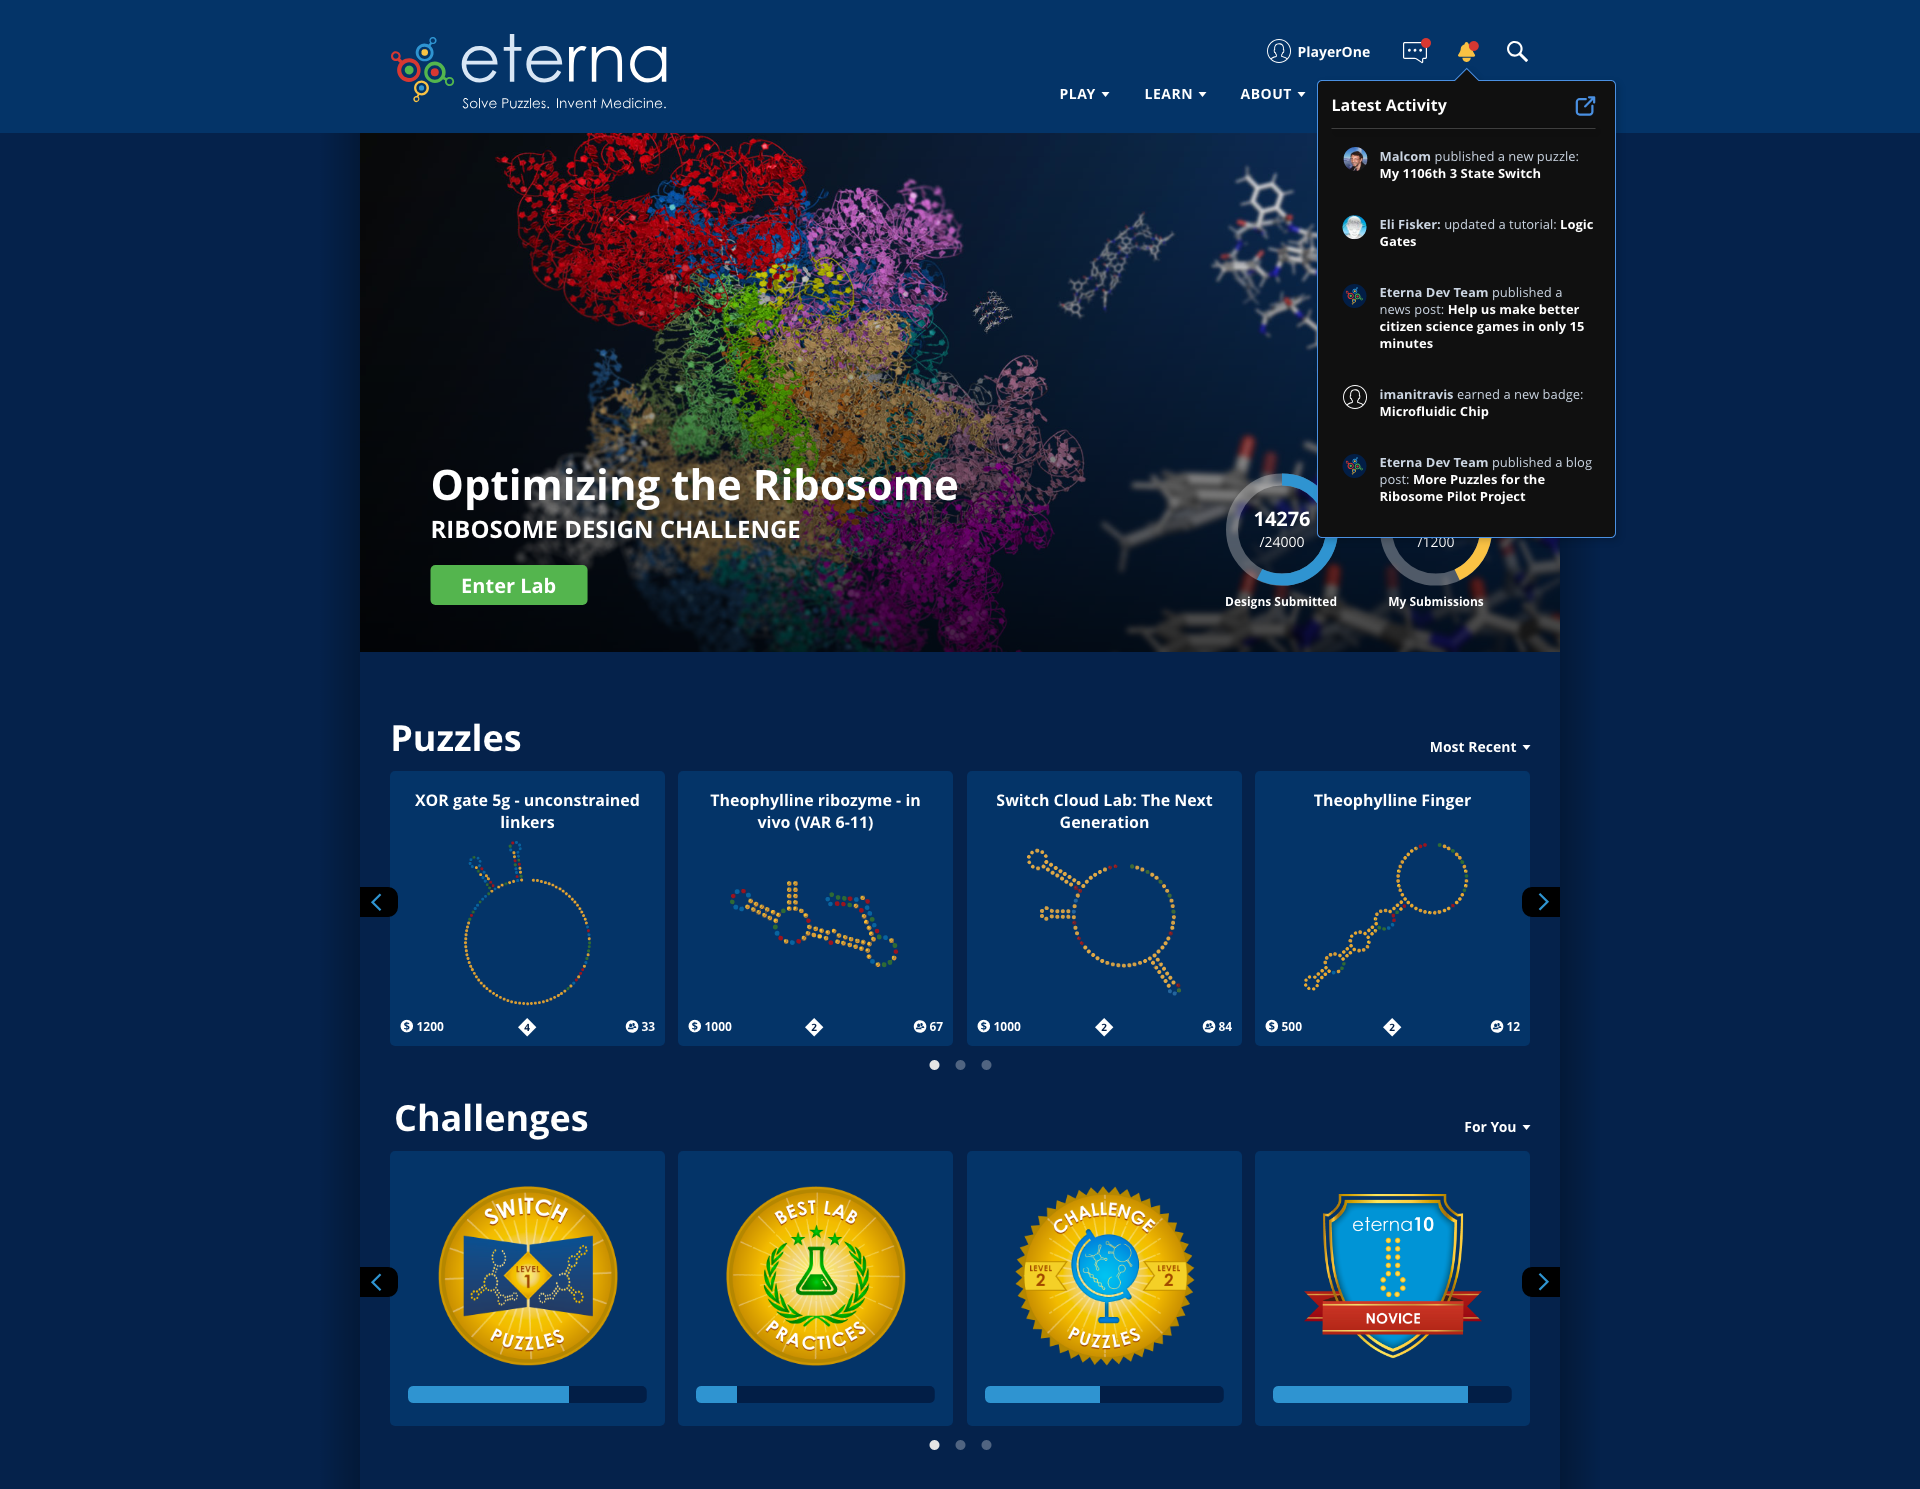 eterna
Solve Puzzles. Invent Medicine.
PlayerOne
PLAY
LEARN
ABOUT
Latest Activity
Malcom published a new puzzle:
My 1106th 3 State Switch
Eli Fisker: updated a tutorial: Logic
Gates
Eterna Dev Team published a
news post: Help us make better
citizen science games in only 15
minutes
imanitravis earned a new badge:
Microfluidic Chip
Eterna Dev Team published a blog
post: More Puzzles for the
Ribosome Pilot Project
Optimizing the Ribosome
RIBOSOME DESIGN CHALLENGE
Enter Lab
14276
/24000
Designs Submitted
/1200
My Submissions
Puzzles
Most Recent
XOR gate 5g - unconstrained
linkers
$ 1200
4
33
Theophylline ribozyme - in
vivo (VAR 6-11)
$ 1000
2
67
Switch Cloud Lab: The Next
Generation
$ 1000
2
84
Theophylline Finger
$ 500
2
12
Challenges
For You
SWITCH
LEVEL
1
PUZZLES
BEST LAB
PRACTICES
CHALLENGE
LEVEL
2
LEVEL
2
PUZZLES
eterna10
NOVICE